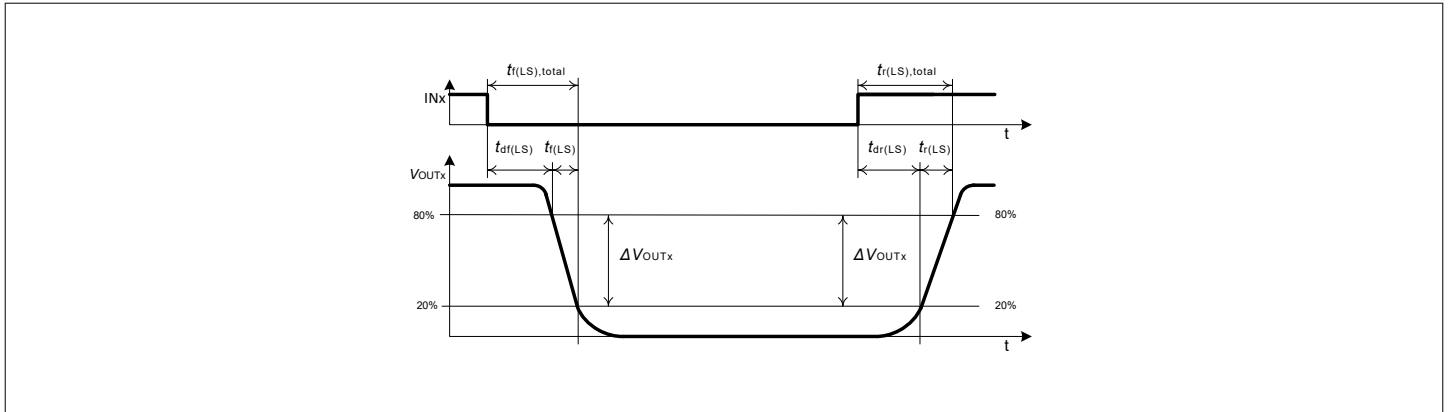 tf(LS),total tr(LS),total
INx
t
tdf(LS) tf(LS) tdr(LS) tr(LS)
VOUTx
80% 80%
ΔVOUTx ΔVOUTx
20% 20%
t